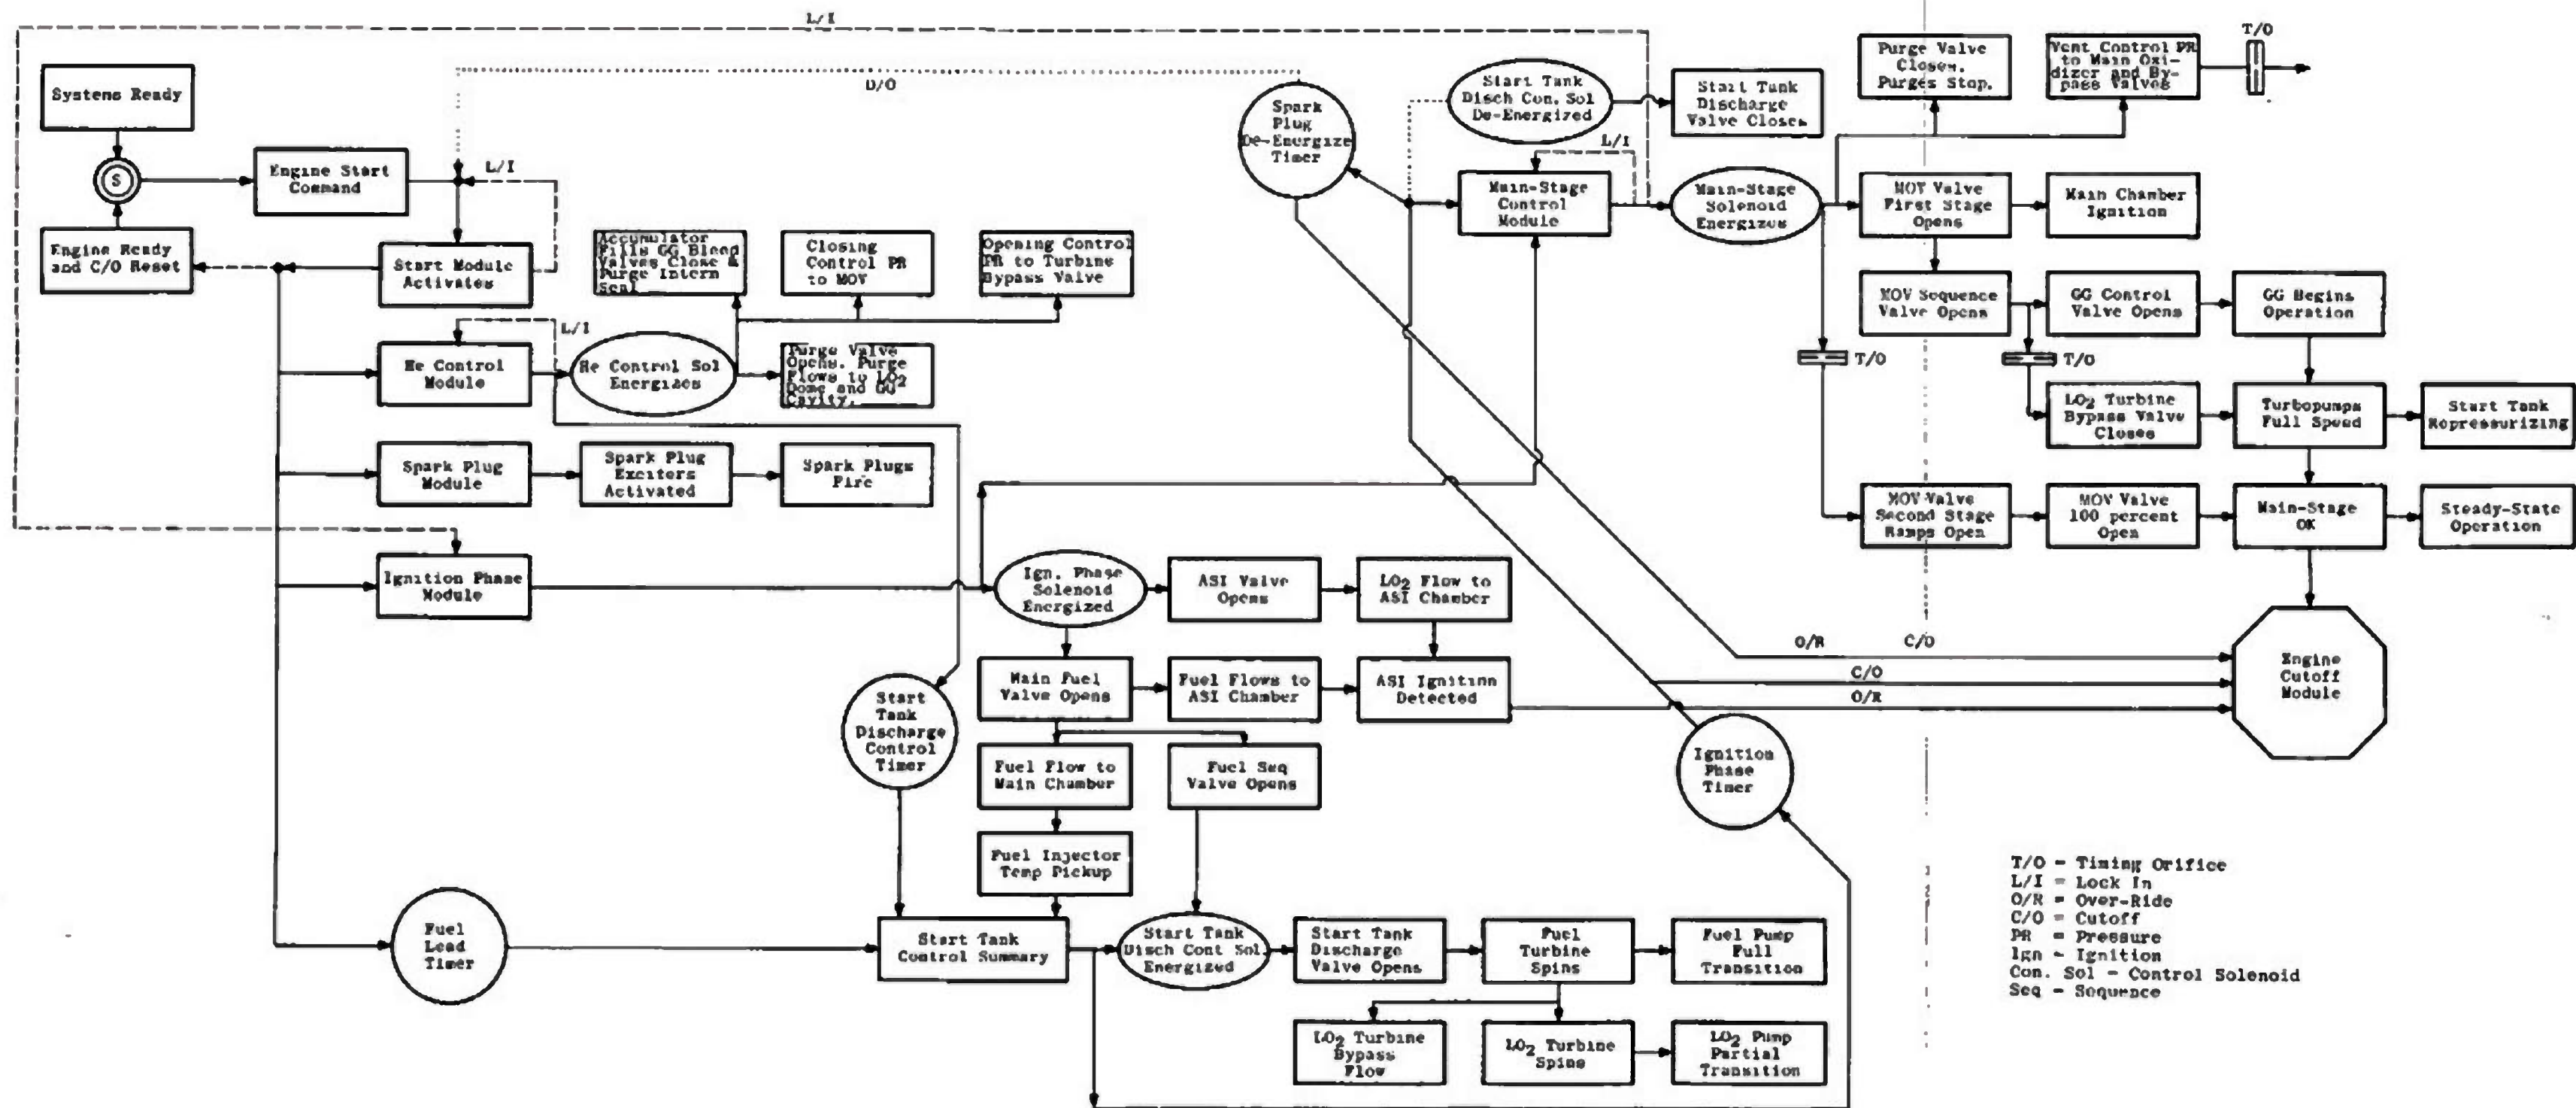 L/I
Systems Ready
S
Engine Start
Command
L/I
Engine Ready
and C/O Reset
Start Module
Activates
D/O
Spark
Plug
De-Energize
Timer
Start Tank
Disch Con. Sol
De-Energized
Start Tank
Discharge
Valve Closes
Purge Valve
Closes.
Purges Stop.
Vent Control PR
to Main Oxi-
dizer and By-
pass Valves
T/O
L/I
Main-Stage
Control
Module
Main-Stage
Solenoid
Energizes
MOV Valve
First Stage
Opens
Main Chamber
Ignition
Accumulator
Fills GG Bleed
Valves Close &
Purge Intern
Seal
Closing
Control PR
to MOV
Opening Control
PR to Turbine
Bypass Valve
MOV Sequence
Valve Opens
GG Control
Valve Opens
GG Begins
Operation
L/I
He Control
Module
He Control Sol
Energizes
Purge Valve
Opens. Purge
Flows to LO2
Dome and GG
Cavity.
T/O
T/O
LO2 Turbine
Bypass Valve
Closes
Turbopumps
Full Speed
Start Tank
Repressurizing
Spark Plug
Module
Spark Plug
Exciters
Activated
Spark Plugs
Fire
MOV Valve
Second Stage
Ramps Open
MOV Valve
100 percent
Open
Main-Stage
OK
Steady-State
Operation
Ignition Phase
Module
Ign. Phase
Solenoid
Energized
ASI Valve
Opens
LO2 Flow to
ASI Chamber
Main Fuel
Valve Opens
Fuel Flows to
ASI Chamber
ASI Ignition
Detected
O/R
C/O
C/O
O/R
Engine
Cutoff
Module
Start
Tank
Discharge
Control
Timer
Fuel Flow to
Main Chamber
Fuel Seq
Valve Opens
Ignition
Phase
Timer
Fuel Injector
Temp Pickup
Fuel
Lead
Timer
Start Tank
Control Summary
Start Tank
Disch Cont Sol
Energized
Start Tank
Discharge
Valve Opens
Fuel
Turbine
Spins
Fuel Pump
Full
Transition
LO2 Turbine
Bypass
Flow
LO2 Turbine
Spins
LO2 Pump
Partial
Transition
T/O - Timing Orifice
L/I = Lock In
O/R = Over-Ride
C/O = Cutoff
PR = Pressure
Ign - Ignition
Con. Sol - Control Solenoid
Seq - Sequence